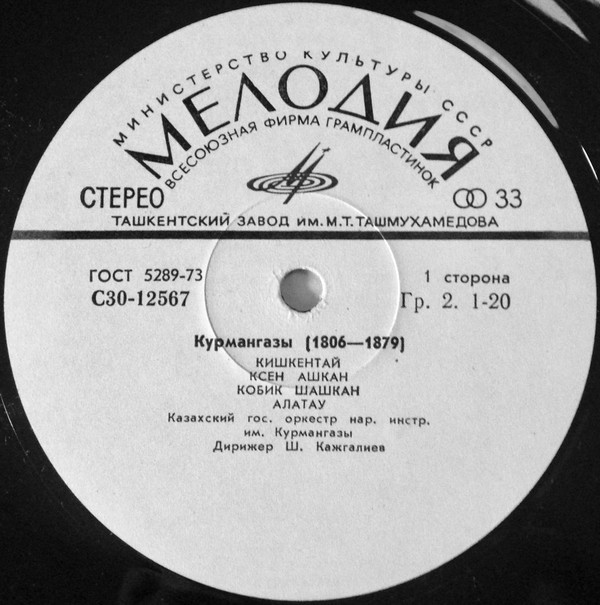 МИНИСТЕРСТВО КУЛЬТУРЫ СССР
МЕЛОДИЯ
ВСЕСОЮЗНАЯ ФИРМА ГРАМПЛАСТИНОК
СТЕРЕО
33
ТАШКЕНТСКИЙ ЗАВОД ИМ. М.Т. ТАШМУХАМЕДОВА
ГОСТ 5289-73
1 сторона
С30-12567
Гр. 2. 1-20
Курмангазы (1806—1879)
КИШКЕНТАЙ
КСЕН АШКАН
КОБИК ШАШКАН
АЛАТАУ
Казахский гос. оркестр нар. инстр.
им. Курмангазы
Дирижер Ш. Кажгалиев